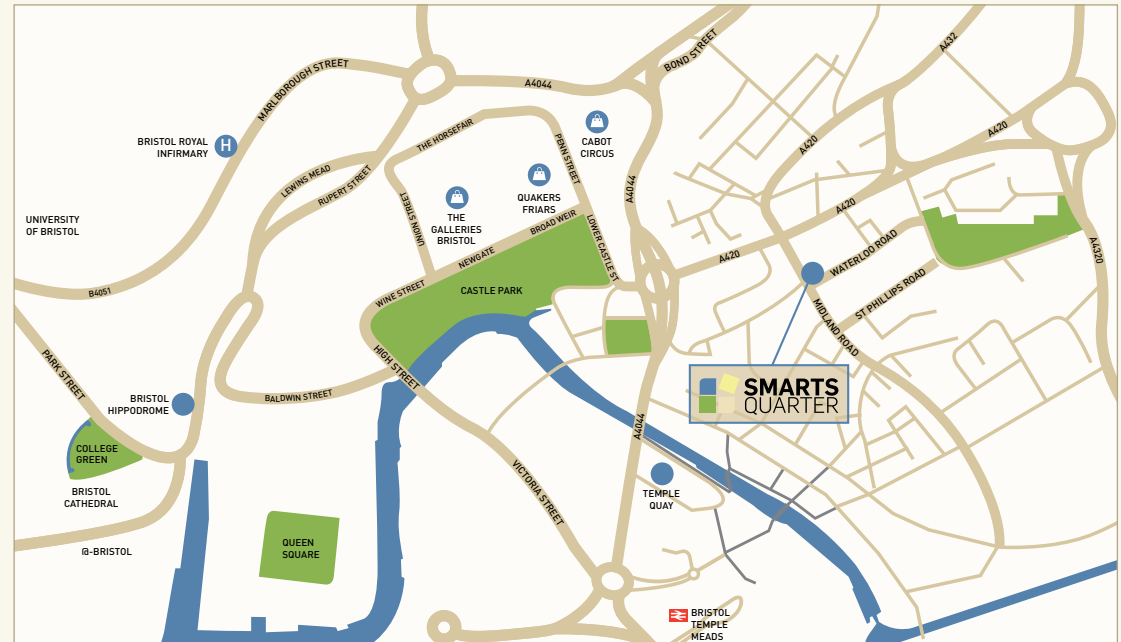 MARLBOROUGH STREET
A4044
BOND STREET
A432
BRISTOL ROYAL
INFIRMARY
H
THE HORSEFAIR
PENN STREET
CABOT
CIRCUS
A420
A420
LEWINS MEAD
RUPERT STREET
UNION STREET
THE
GALLERIES
BRISTOL
QUAKERS
FRIARS
A4044
A420
UNIVERSITY
OF BRISTOL
NEWGATE
BROAD WEIR
LOWER CASTLE ST
A420
WATERLOO ROAD
A4320
B4051
WINE STREET
CASTLE PARK
ST PHILLIPS ROAD
MIDLAND ROAD
PARK STREET
HIGH STREET
BALDWIN STREET
BRISTOL
HIPPODROME
SMARTS
QUARTER
A4044
COLLEGE
GREEN
BRISTOL
CATHEDRAL
VICTORIA STREET
TEMPLE
QUAY
@-BRISTOL
QUEEN
SQUARE
BRISTOL
TEMPLE
MEADS